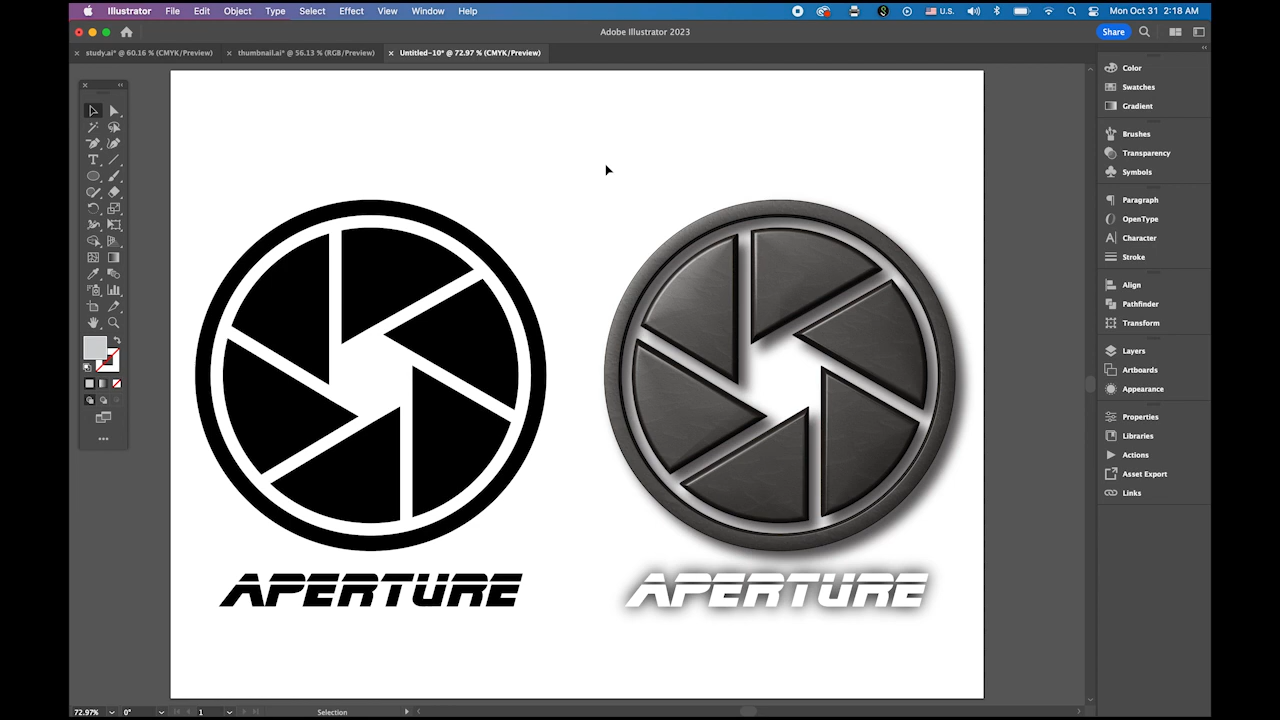 Illustrator File Edit Object Type Select Effect View Window Help U.S. Mon Oct 31 2:18 AM
Adobe Illustrator 2023 Share
study.ai* @ 60.16 % (CMYK/Preview) thumbnail.ai* @ 56.13 % (RGB/Preview) Untitled-10* @ 72.97 % (CMYK/Preview)
Color
Swatches
Gradient
Brushes
Transparency
Symbols
Paragraph
OpenType
Character
Stroke
Align
Pathfinder
Transform
Layers
Artboards
Appearance
Properties
Libraries
Actions
Asset Export
Links
APERTURE APERTURE
72.97% 0° 1 Selection